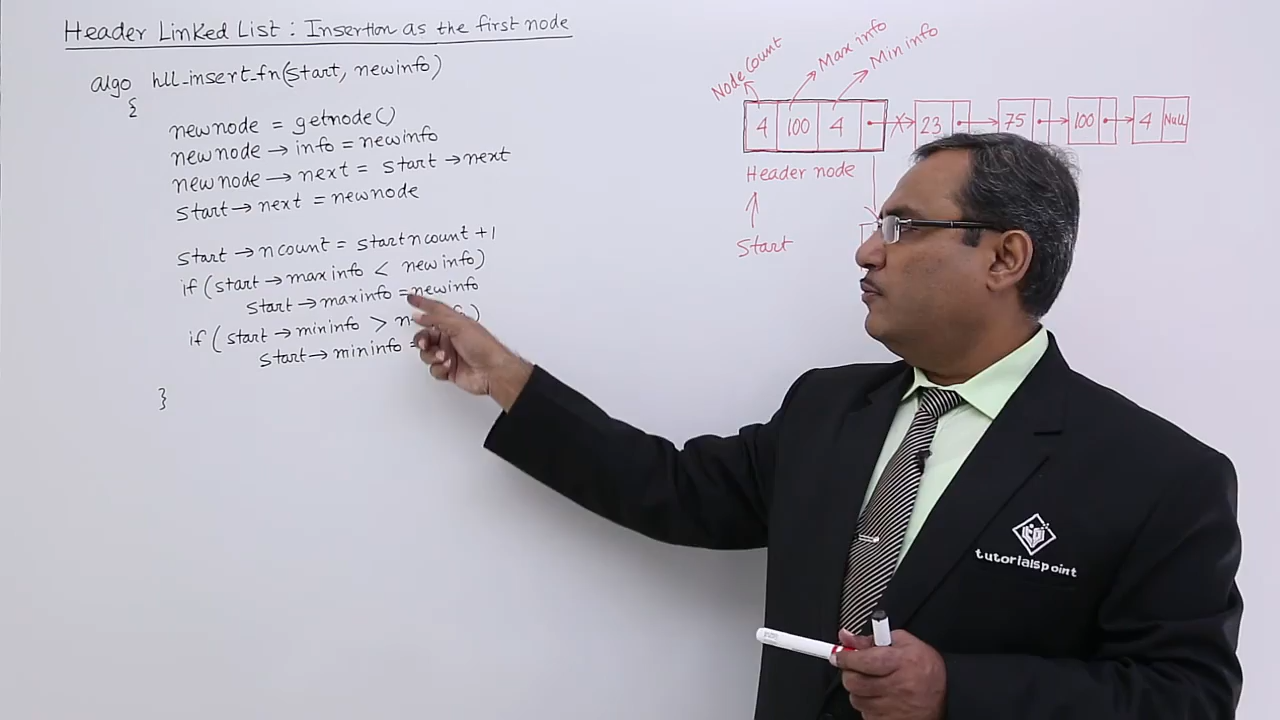 Header Linked List : Insertion as the first node
algo hll_insert_fn(start, newinfo)
{
newnode = getnode()
newnode → info = newinfo
newnode → next = start → next
start → next = newnode
start → ncount = start ncount + 1
if (start → maxinfo < newinfo)
start → maxinfo = newinfo
if (start → mininfo >
start → mininfo =
}
Node Count
Max info
Min info
4 100 4 23 75 100 4 Null
Header node
Start
tutorialspoint